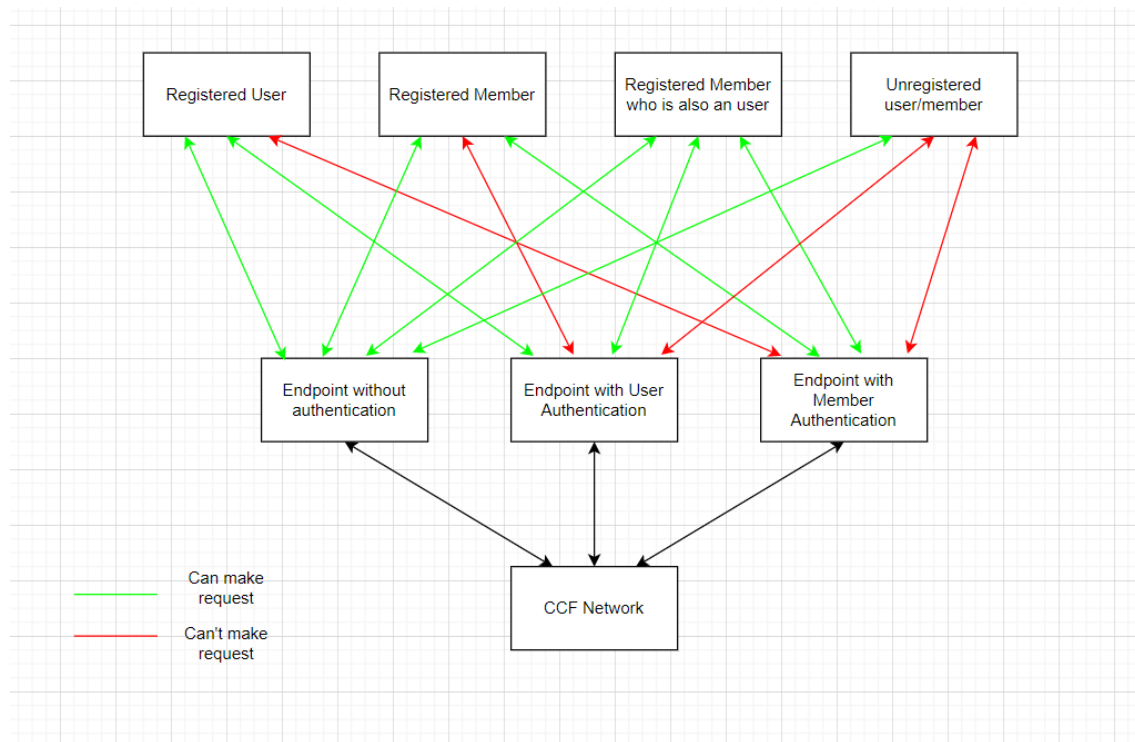 Registered User
Registered Member
Registered Member
who is also an user
Unregistered
user/member
Endpoint without
authentication
Endpoint with User
Authentication
Endpoint with
Member
Authentication
CCF Network
Can make
request
Can't make
request